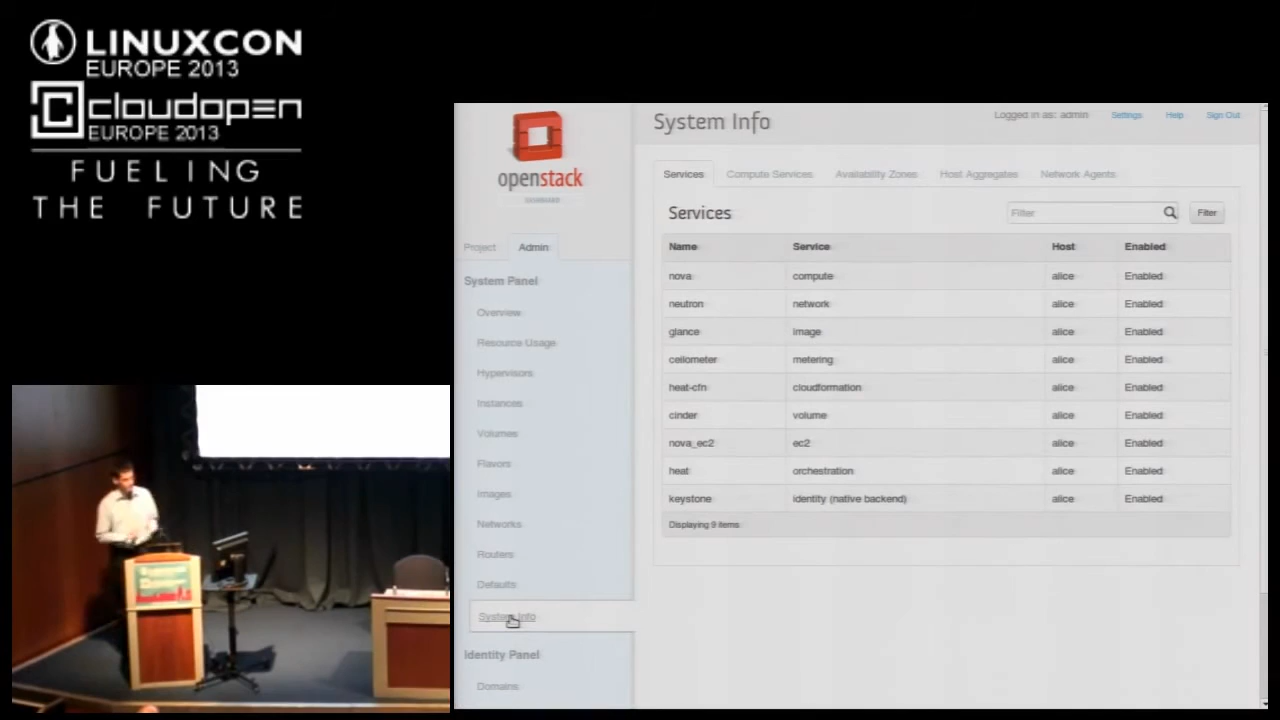 LINUXCON
EUROPE 2013
cloudopen
EUROPE 2013
FUELING
THE FUTURE
openstack
DASHBOARD
Project
Admin
System Panel
Overview
Resource Usage
Hypervisors
Instances
Volumes
Flavors
Images
Networks
Routers
Defaults
System Info
Identity Panel
Domains
System Info
Logged in as: admin Settings Help Sign Out
Services Compute Services Availability Zones Host Aggregates Network Agents
Services
Filter
Filter
Name Service Host Enabled
nova compute alice Enabled
neutron network alice Enabled
glance image alice Enabled
ceilometer metering alice Enabled
heat-cfn cloudformation alice Enabled
cinder volume alice Enabled
nova_ec2 ec2 alice Enabled
heat orchestration alice Enabled
keystone identity (native backend) alice Enabled
Displaying 9 items